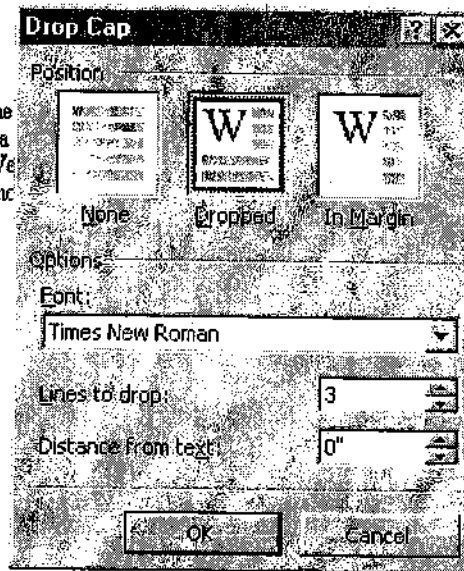 Drop Cap ? ×
Position
W W
None Dropped In Margin
Options
Font:
Times New Roman
Lines to drop: 3
Distance from text: 0"
OK Cancel